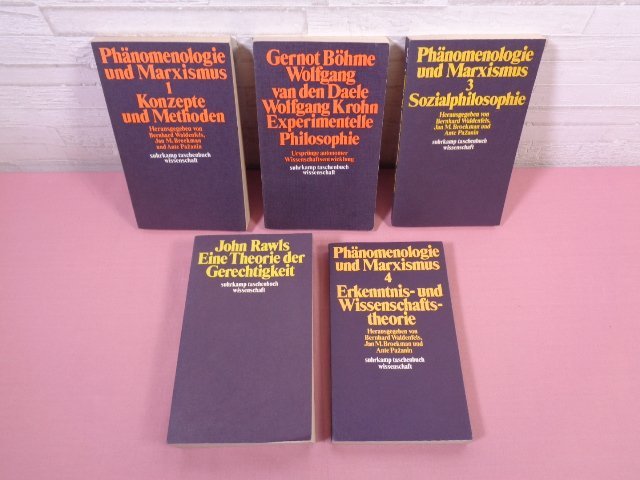 Phänomenologie
und Marxismus
1
Konzepte
und Methoden
Herausgegeben von
Bernhard Waldenfels,
Jan M. Broekman
und Ante Pažanin
suhrkamp taschenbuch
wissenschaft
Gernot Böhme
Wolfgang
van den Daele
Wolfgang Krohn
Experimentelle
Philosophie
Ursprünge autonomer
Wissenschaftsentwicklung
suhrkamp taschenbuch
wissenschaft
Phänomenologie
und Marxismus
3
Sozialphilosophie
Herausgegeben von
Bernhard Waldenfels,
Jan M. Broekman und
Ante Pažanin
suhrkamp taschenbuch
wissenschaft
John Rawls
Eine Theorie der
Gerechtigkeit
suhrkamp taschenbuch
wissenschaft
Phänomenologie
und Marxismus
4
Erkenntnis- und
Wissenschafts-
theorie
Herausgegeben von
Bernhard Waldenfels,
Jan M. Broekman und
Ante Pažanin
suhrkamp taschenbuch
wissenschaft